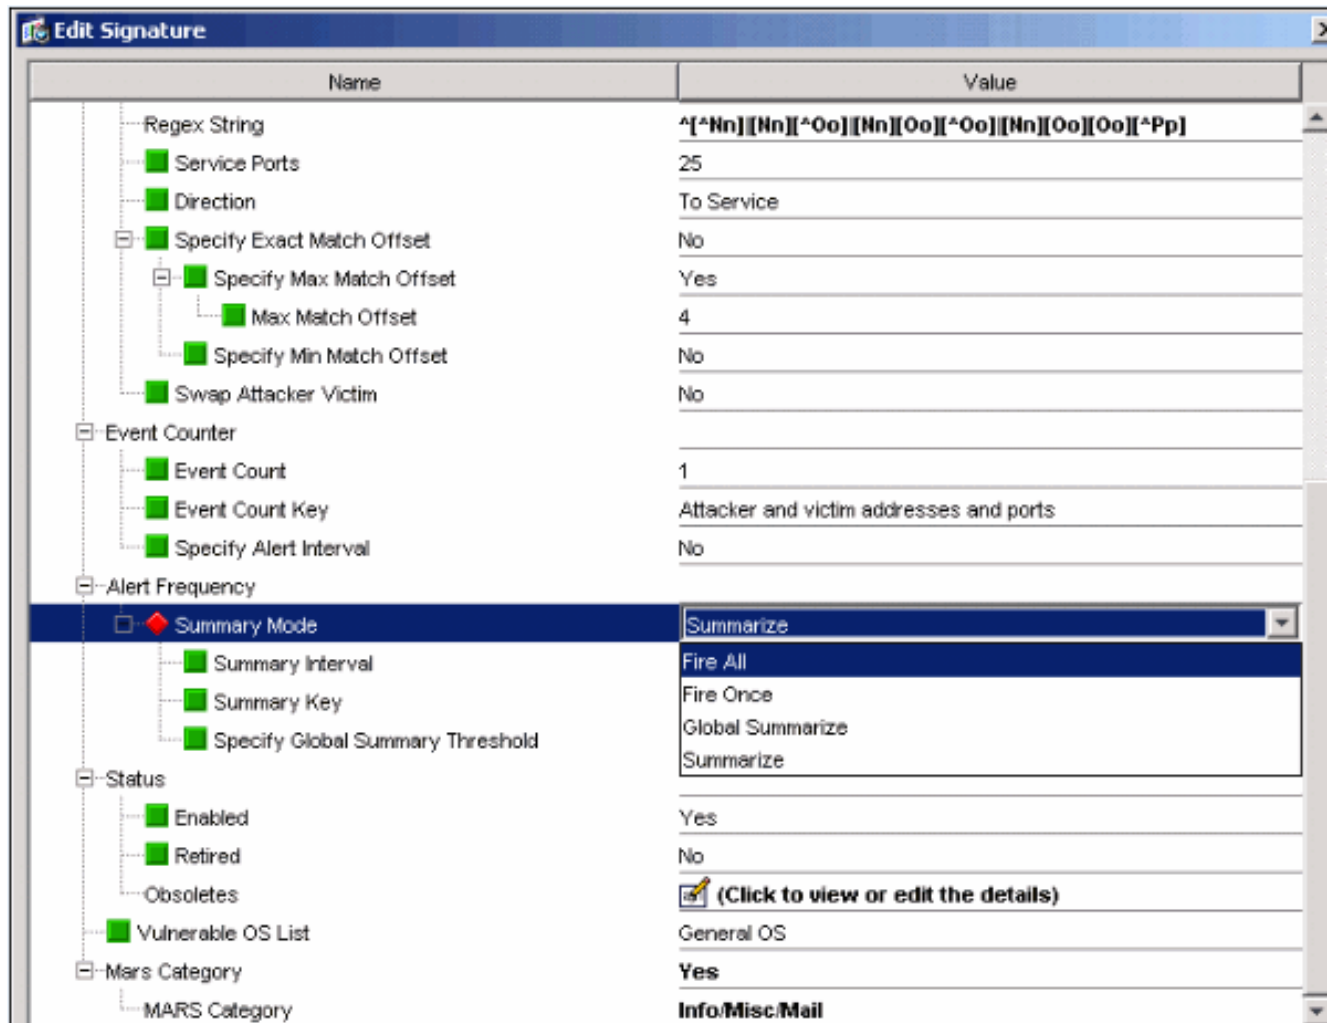 Edit Signature
Name Value
Regex String ^[^Nn]|[Nn][^Oo]|[Nn][Oo][^Oo]|[Nn][Oo][Oo][^Pp]
Service Ports 25
Direction To Service
Specify Exact Match Offset No
Specify Max Match Offset Yes
Max Match Offset 4
Specify Min Match Offset No
Swap Attacker Victim No
Event Counter
Event Count 1
Event Count Key Attacker and victim addresses and ports
Specify Alert Interval No
Alert Frequency
Summary Mode Summarize
Summary Interval Fire All
Summary Key Fire Once
Specify Global Summary Threshold Global Summarize
Summarize
Status
Enabled Yes
Retired No
Obsoletes (Click to view or edit the details)
Vulnerable OS List General OS
Mars Category Yes
MARS Category Info/Misc/Mail